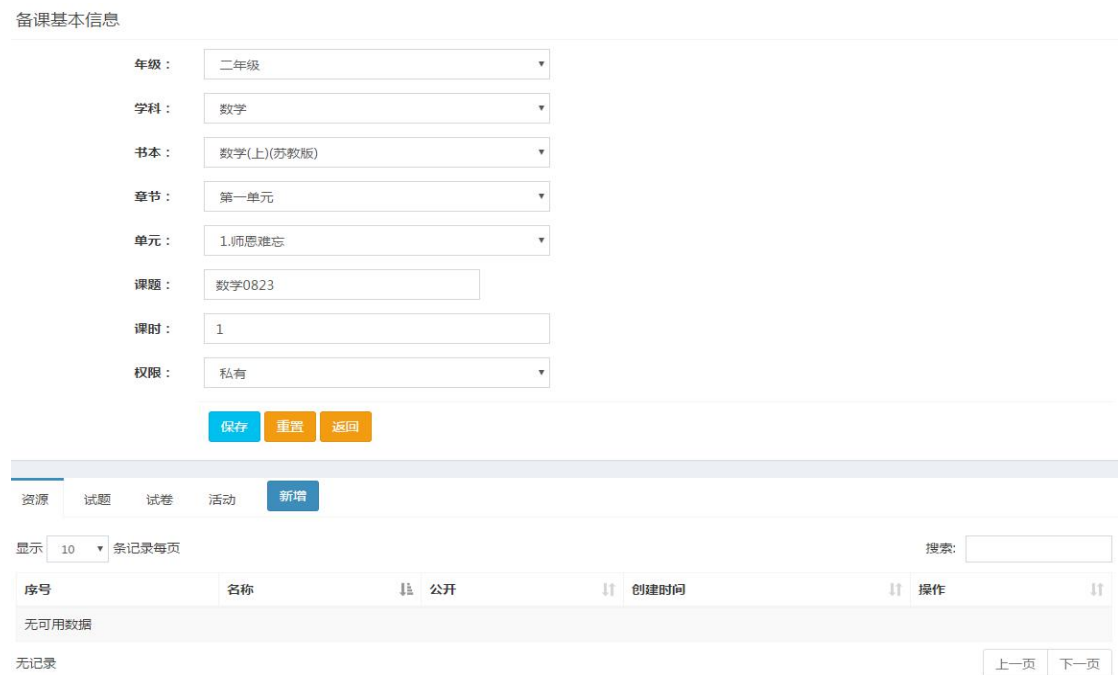 备课基本信息
年级： 二年级
学科： 数学
书本： 数学(上)(苏教版)
章节： 第一单元
单元： 1.师恩难忘
课题： 数学0823
课时： 1
权限： 私有
保存 重置 返回
资源 试题 试卷 活动 新增
显示 10 条记录每页 搜索:
序号 名称 公开 创建时间 操作
无可用数据
无记录 上一页 下一页